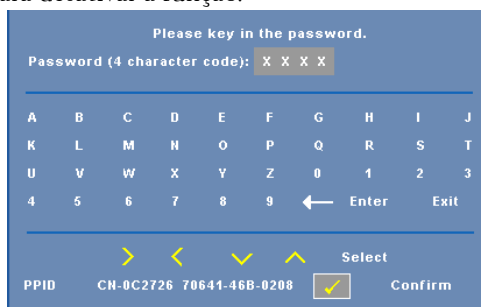 Please key in the password.
Password (4 character code): X X X X
A B C D E F G H I J
K L M N O P Q R S T
U V W X Y Z 0 1 2 3
4 5 6 7 8 9 Enter Exit
Select
PPID CN-0C2726 70641-46B-0208 Confirm